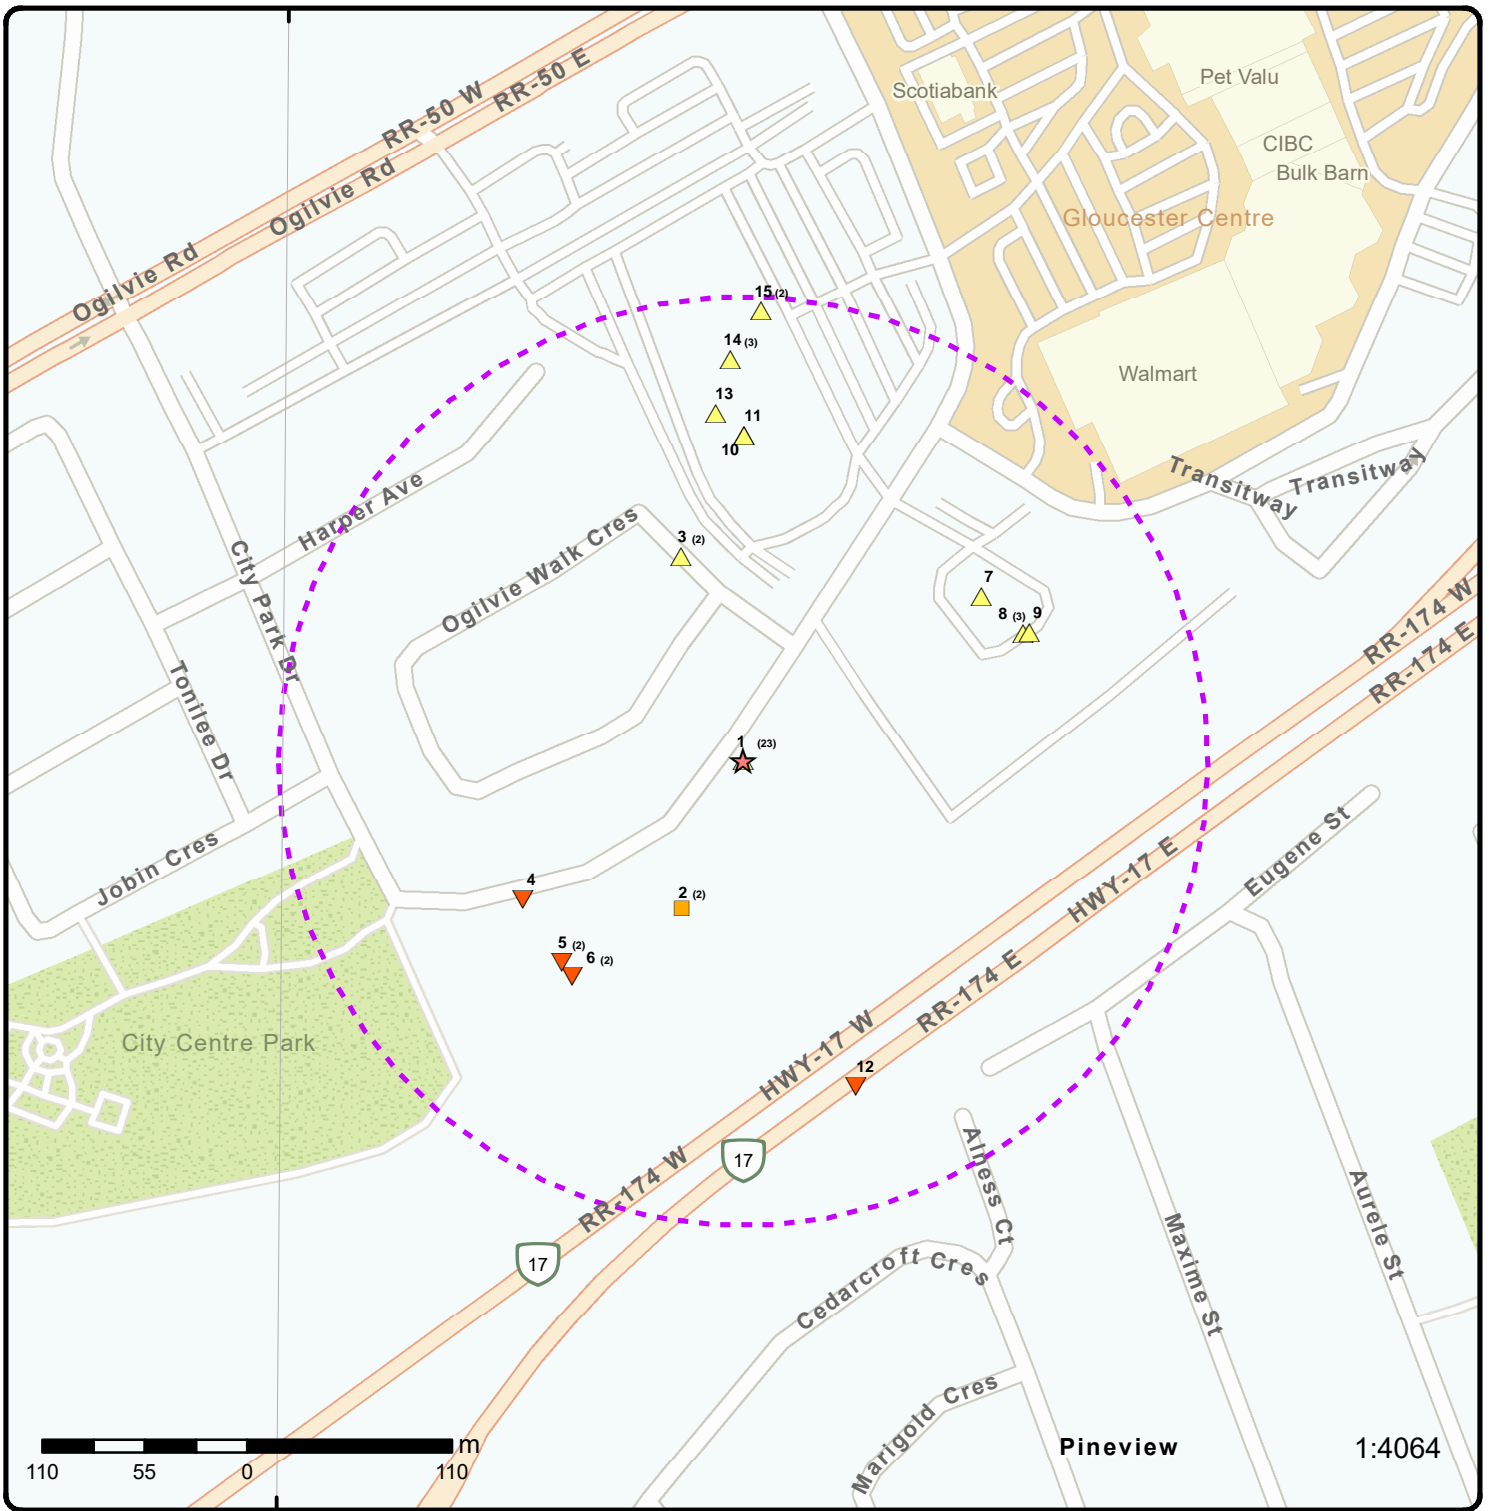 RR-50 W
RR-50 E
Ogilvie Rd
Ogilvie Rd
Scotiabank
Pet Valu
CIBC
Bulk Barn
Gloucester Centre
Walmart
15 (2)
14 (3)
13
11
10
Harper Ave
City Park Dr
Ogilvie Walk Cres
3 (2)
Transitway
Transitway
7
8 (3)
9
RR-174 W
RR-174 E
Tonilee Dr
1 (23)
Jobin Cres
4
2 (2)
5 (2)
6 (2)
HWY-17 E
Eugene St
RR-174 E
HWY-17 W
City Centre Park
12
17
RR-174 W
17
Alness Ct
Maxime St
Aurele St
Cedarcroft Cres
Marigold Cres
Pineview
1:4064
m
110 55 0 110